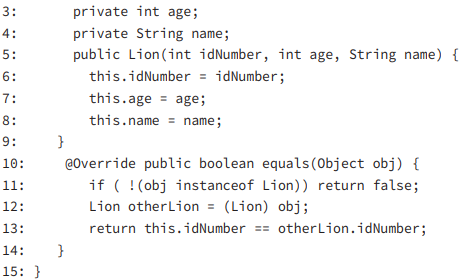 3:       private int age;
4:       private String name;
5:       public Lion(int idNumber, int age, String name) {
6:         this.idNumber = idNumber;
7:         this.age = age;
8:         this.name = name;
9:     }
10:     @Override public boolean equals(Object obj) {
11:        if ( !(obj instanceof Lion)) return false;
12:        Lion otherLion = (Lion) obj;
13:        return this.idNumber == otherLion.idNumber;
14:    }
15: }